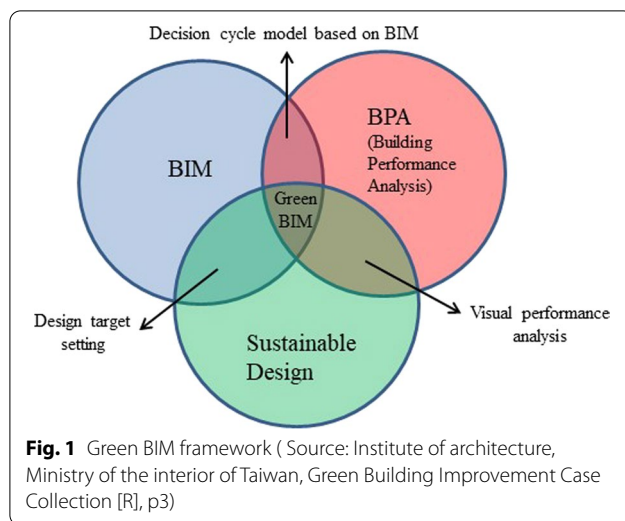 Decision cycle model based on BIM
BPA
(Building
Performance
Analysis)
BIM
Green
BIM
Design target
setting
Visual performance
analysis
Sustainable
Design
Fig. 1 Green BIM framework ( Source: Institute of architecture,
Ministry of the interior of Taiwan, Green Building Improvement Case
Collection [R], p3)